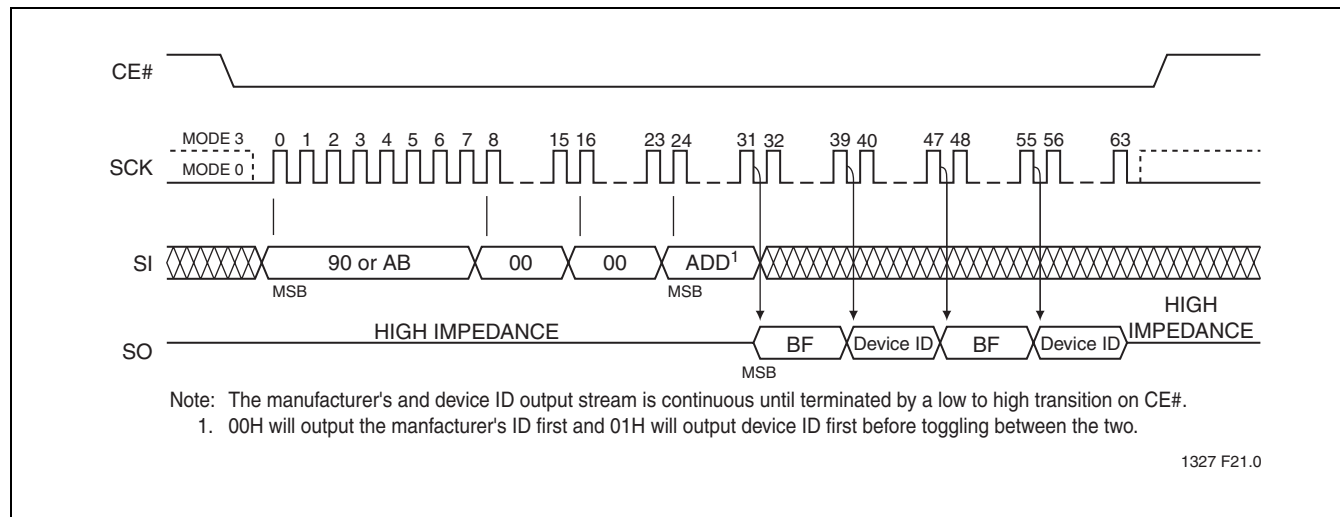 CE#
MODE 3
0 1 2 3 4 5 6 7 8 15 16 23 24 31 32 39 40 47 48 55 56 63
SCK
MODE 0
SI
90 or AB 00 00 ADD1
MSB MSB
HIGH IMPEDANCE
HIGH IMPEDANCE
SO
BF Device ID BF Device ID
MSB
Note: The manufacturer's and device ID output stream is continuous until terminated by a low to high transition on CE#.
1. 00H will output the manfacturer's ID first and 01H will output device ID first before toggling between the two.
1327 F21.0